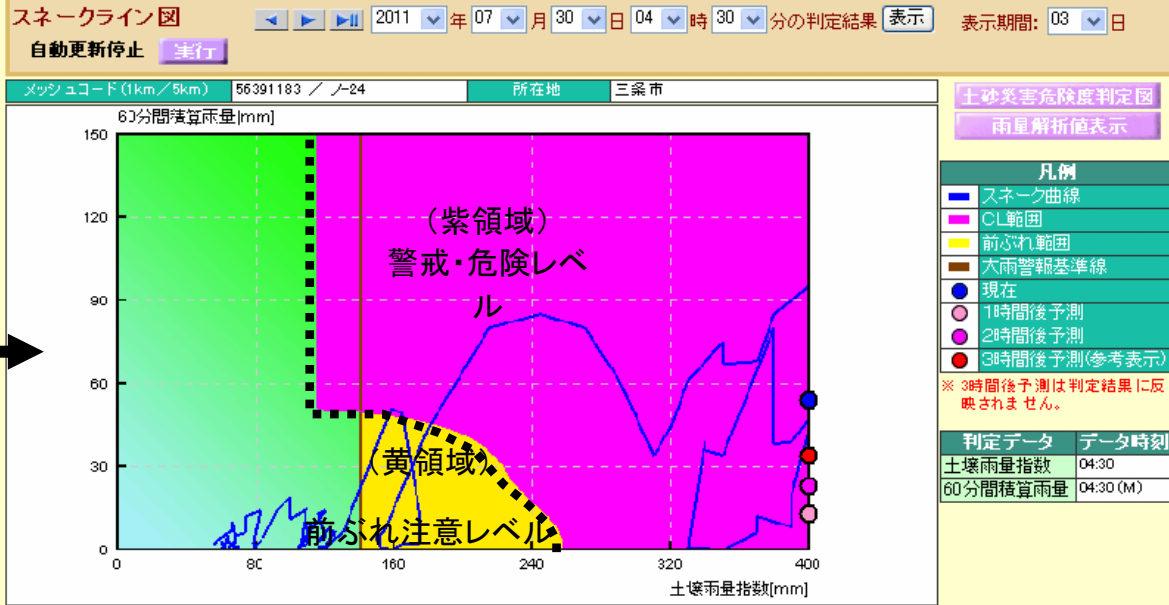 スネークライン図
2011 年 07 月 30 日 04 時 30 分の判定結果 表示 表示期間: 03 日
自動更新停止 実行
メッシュコード(1km/5km) 56391183 / ノ-24 所在地 三条市
土砂災害危険度判定図
雨量解析値表示
60分間積算雨量[mm]
150
120
90
60
30
0
0 80 160 240 320 400
土壌雨量指数[mm]
(紫領域)
警戒・危険レベ
ル
(黄領域)
前ぶれ注意レベル
凡例
スネーク曲線
CL範囲
前ぶれ範囲
大雨警報基準線
現在
1時間後予測
2時間後予測
3時間後予測(参考表示)
※ 3時間後予測は判定結果に反
映されません。
判定データ データ時刻
土壌雨量指数 04:30
60分間積算雨量 04:30(M)